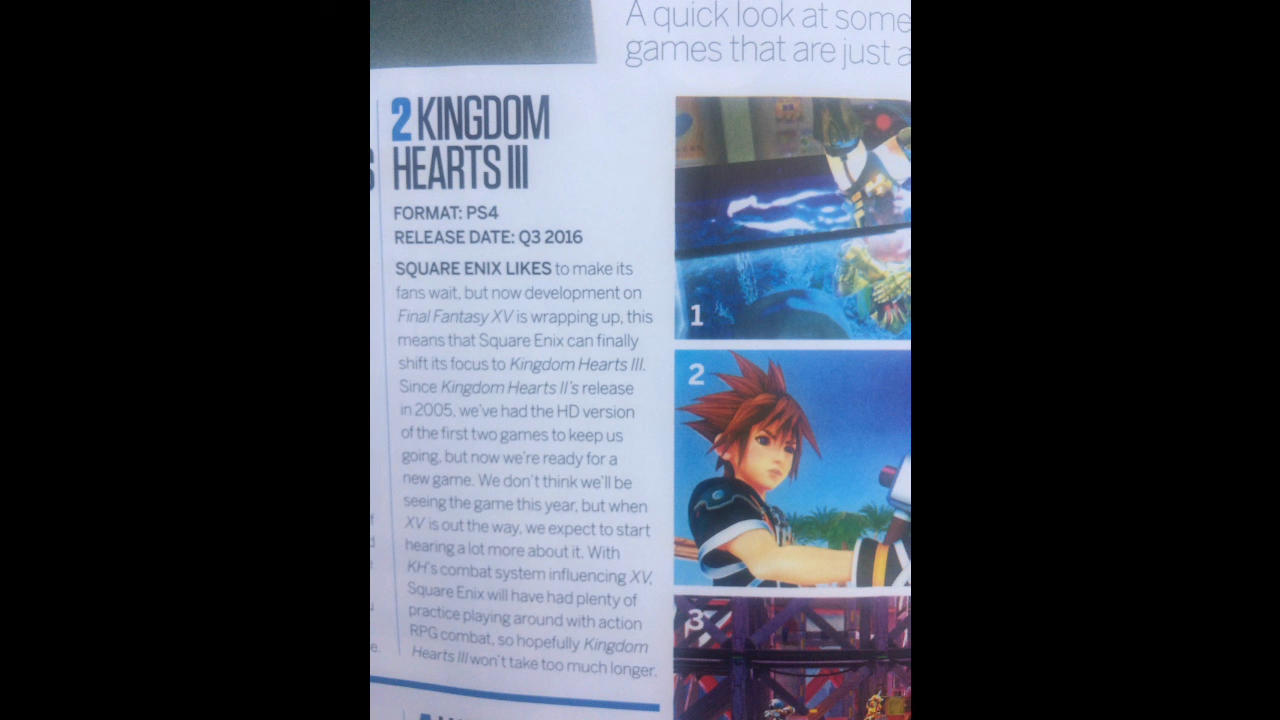 A quick look at some
games that are just a
2 KINGDOM
HEARTS III
FORMAT: PS4
RELEASE DATE: Q3 2016
SQUARE ENIX LIKES to make its
fans wait, but now development on
Final Fantasy XV is wrapping up, this
means that Square Enix can finally
shift its focus to Kingdom Hearts III.
Since Kingdom Hearts II's release
in 2005, we've had the HD version
of the first two games to keep us
going, but now we're ready for a
new game. We don't think we'll be
seeing the game this year, but when
XV is out the way, we expect to start
hearing a lot more about it. With
KH's combat system influencing XV,
Square Enix will have had plenty of
practice playing around with action
RPG combat, so hopefully Kingdom
Hearts III won't take too much longer.
1
2
3